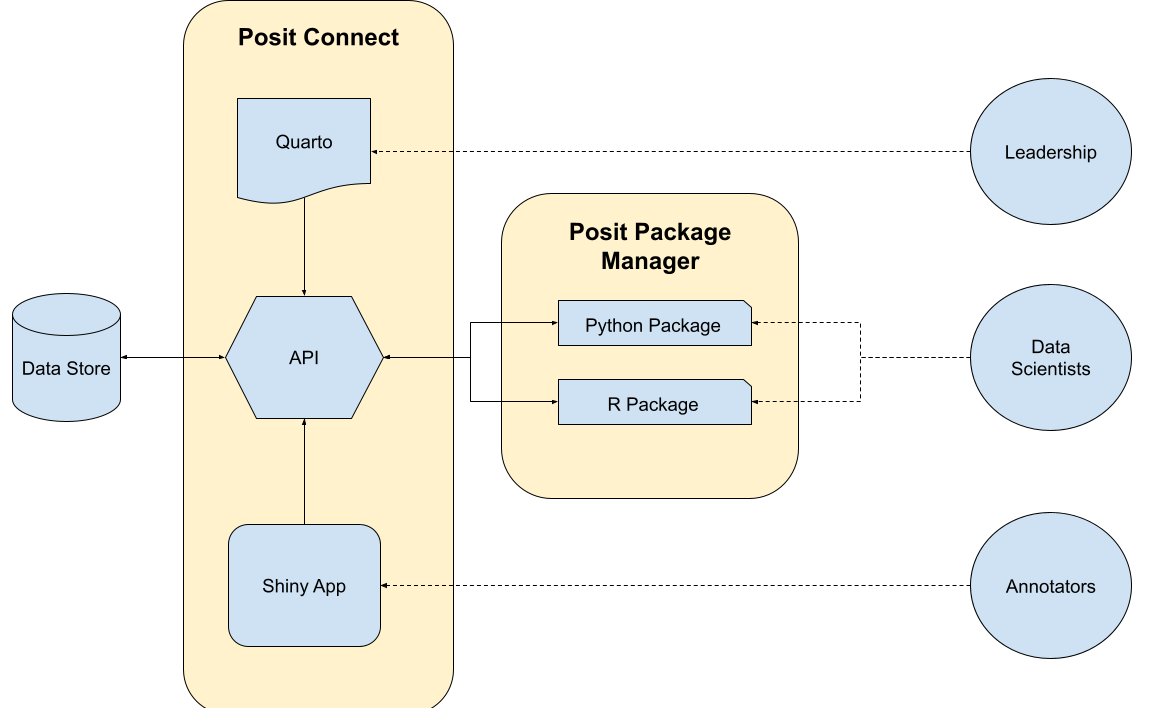 Posit Connect
Quarto
Leadership
Posit Package
Manager
Python Package
Data
Scientists
Data Store
API
R Package
Shiny App
Annotators